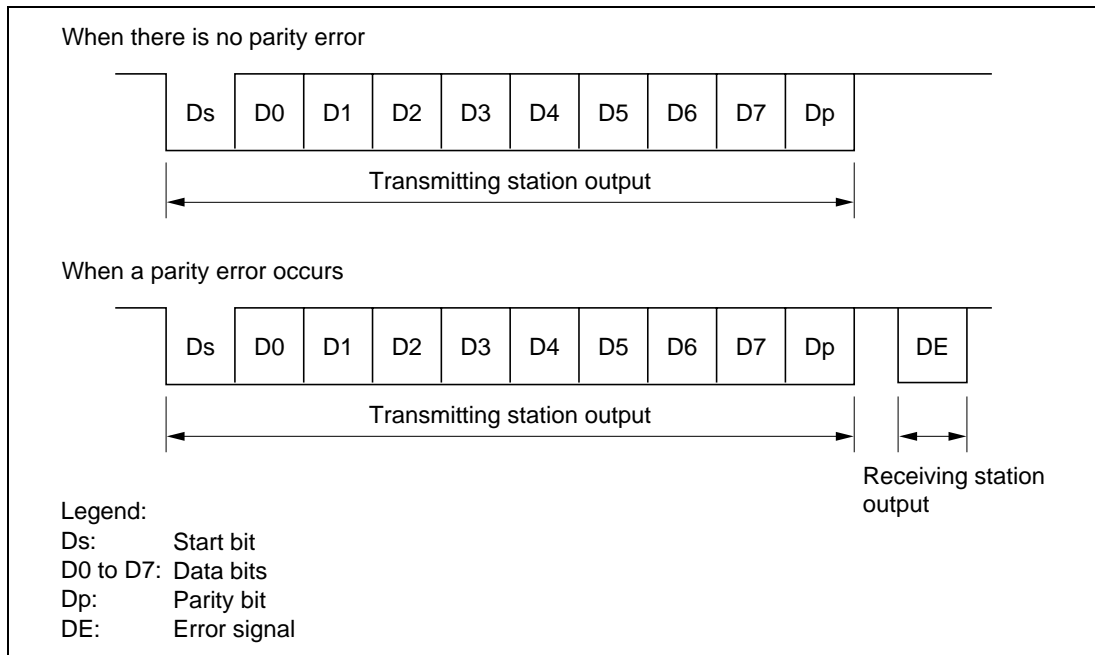 When there is no parity error
Ds D0 D1 D2 D3 D4 D5 D6 D7 Dp
Transmitting station output
When a parity error occurs
Ds D0 D1 D2 D3 D4 D5 D6 D7 Dp DE
Transmitting station output
Receiving station
output
Legend:
Ds: Start bit
D0 to D7: Data bits
Dp: Parity bit
DE: Error signal